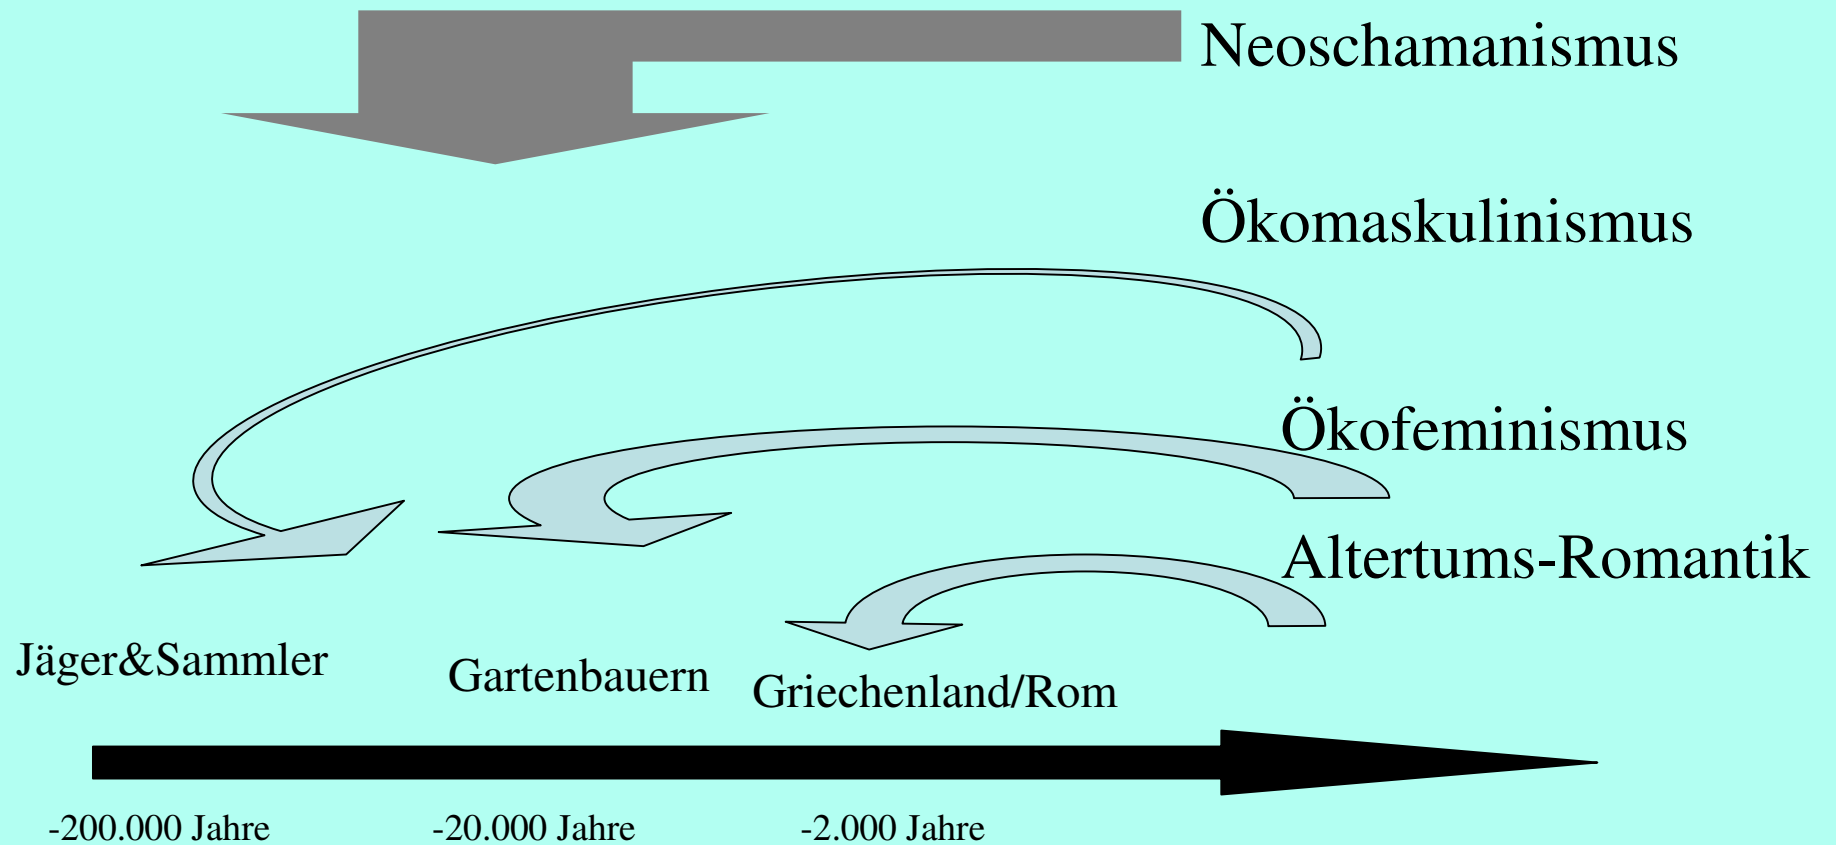 Neoschamanismus
Ökomaskulinismus
Ökofeminismus
Altertums-Romantik
Jäger&Sammler
Gartenbauern
Griechenland/Rom
-200.000 Jahre
-20.000 Jahre
-2.000 Jahre